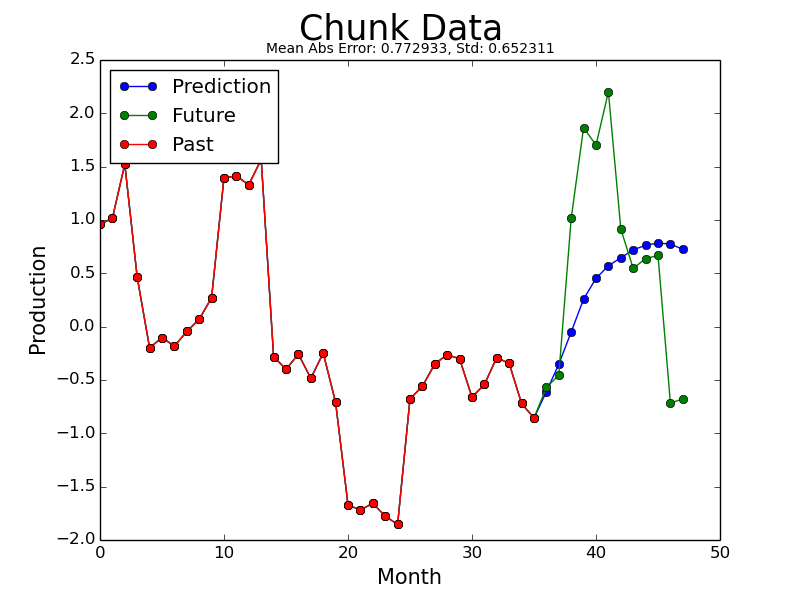 Chunk Data
Mean Abs Error: 0.772933, Std: 0.652311
2.5
2.0
1.5
1.0
0.5
0.0
−0.5
−1.0
−1.5
−2.0
Production
Prediction
Future
Past
0 10 20 30 40 50
Month